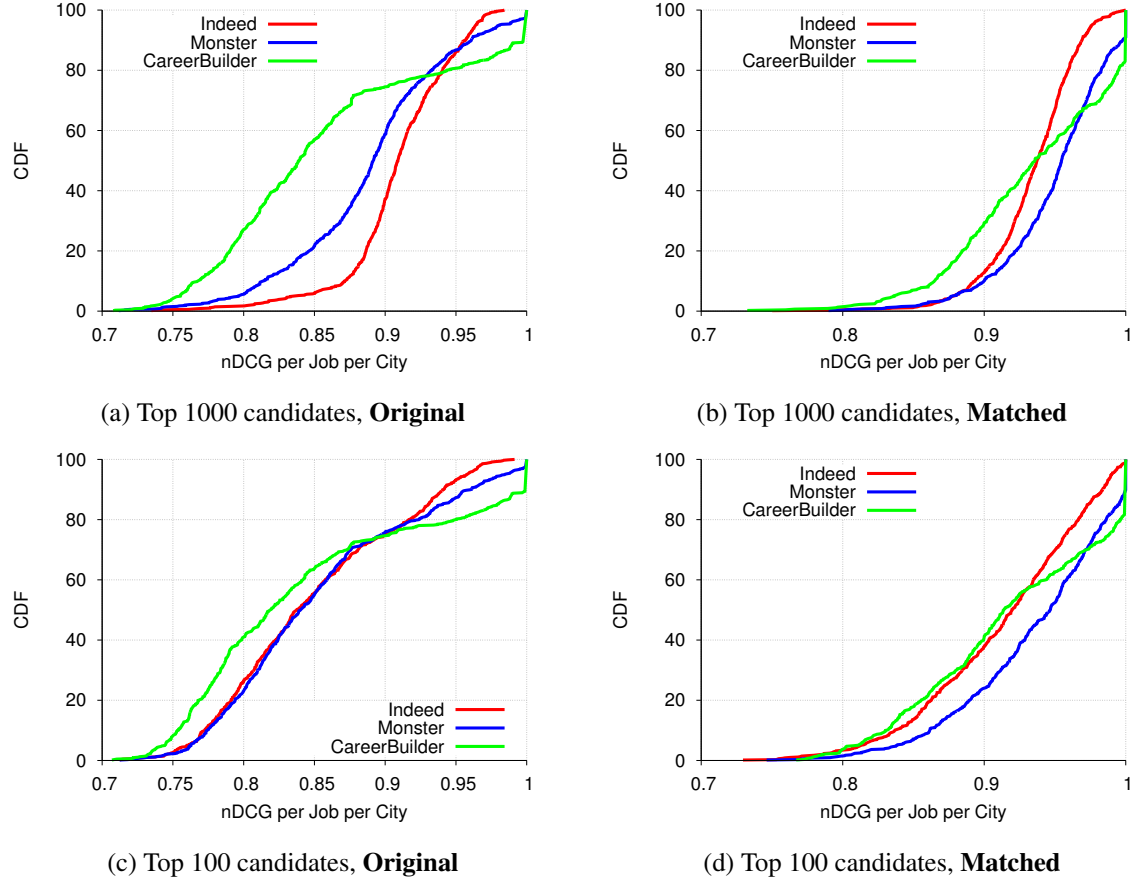 Indeed
Monster
CareerBuilder
100
80
60
40
20
0
CDF
0.7 0.75 0.8 0.85 0.9 0.95 1
nDCG per Job per City
(a) Top 1000 candidates, Original
Indeed
Monster
CareerBuilder
100
80
60
40
20
0
CDF
0.7 0.8 0.9 1
nDCG per Job per City
(b) Top 1000 candidates, Matched
100
80
60
40
20
0
CDF
Indeed
Monster
CareerBuilder
0.7 0.75 0.8 0.85 0.9 0.95 1
nDCG per Job per City
(c) Top 100 candidates, Original
Indeed
Monster
CareerBuilder
100
80
60
40
20
0
CDF
0.7 0.8 0.9 1
nDCG per Job per City
(d) Top 100 candidates, Matched